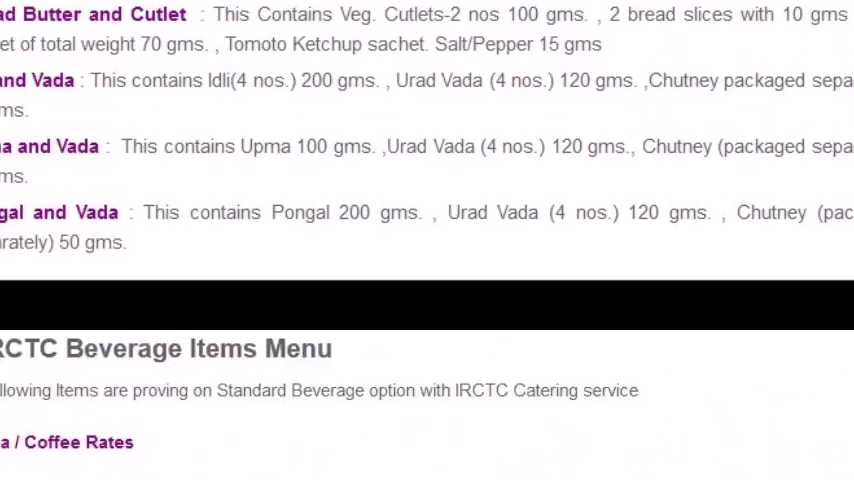 ad Butter and Cutlet : This Contains Veg. Cutlets-2 nos 100 gms. , 2 bread slices with 10 gms
et of total weight 70 gms. , Tomoto Ketchup sachet. Salt/Pepper 15 gms
and Vada : This contains Idli(4 nos.) 200 gms. , Urad Vada (4 nos.) 120 gms. ,Chutney packaged sepa
ms.
a and Vada : This contains Upma 100 gms. ,Urad Vada (4 nos.) 120 gms., Chutney (packaged sepa
ms.
gal and Vada : This contains Pongal 200 gms. , Urad Vada (4 nos.) 120 gms. , Chutney (pac
rately) 50 gms.
RCTC Beverage Items Menu
llowing Items are proving on Standard Beverage option with IRCTC Catering service
a / Coffee Rates